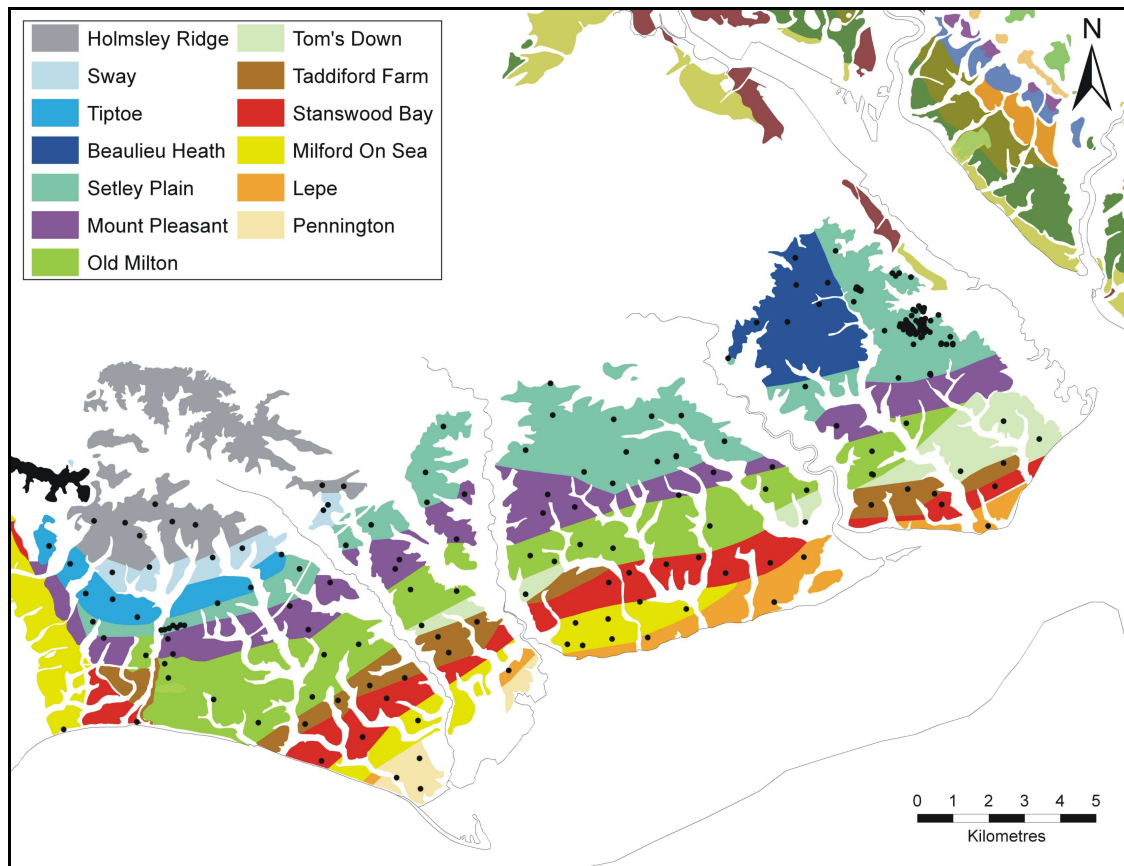 Holmsley Ridge
Sway
Tiptoe
Beaulieu Heath
Setley Plain
Mount Pleasant
Old Milton
Tom's Down
Taddiford Farm
Stanswood Bay
Milford On Sea
Lepe
Pennington
N
0 1 2 3 4 5
Kilometres